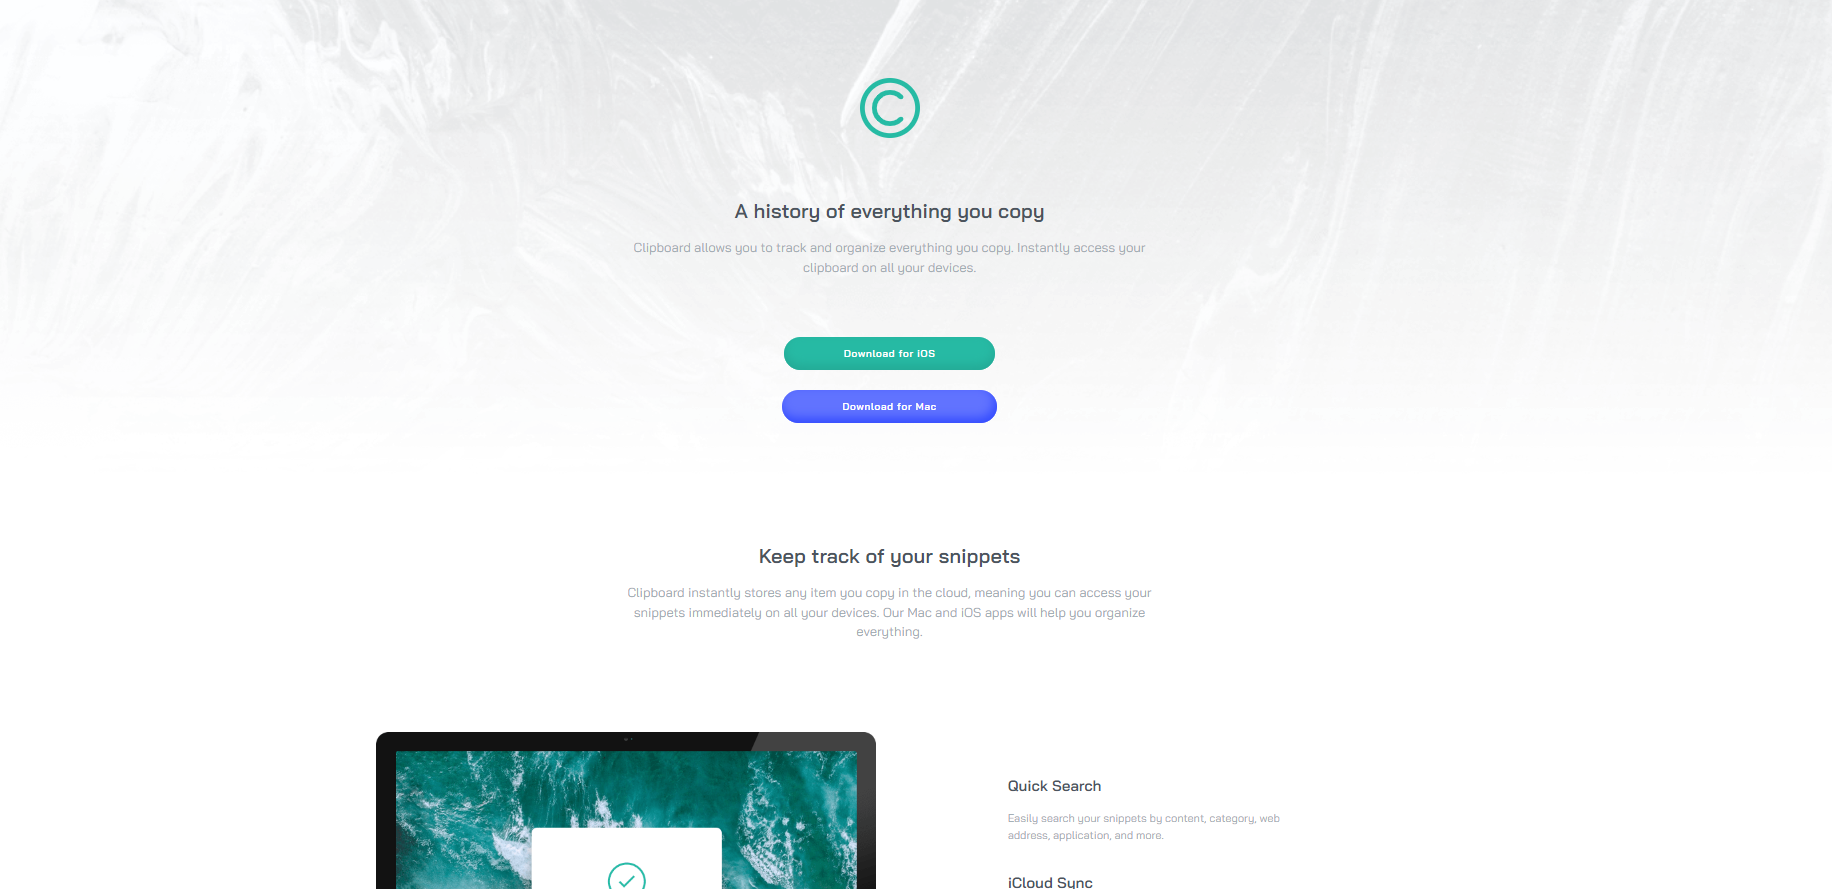 C
A history of everything you copy
Clipboard allows you to track and organize everything you copy. Instantly access your
clipboard on all your devices.
Download for iOS
Download for Mac
Keep track of your snippets
Clipboard instantly stores any item you copy in the cloud, meaning you can access your
snippets immediately on all your devices. Our Mac and iOS apps will help you organize
everything.
Quick Search
Easily search your snippets by content, category, web
address, application, and more.
iCloud Sync